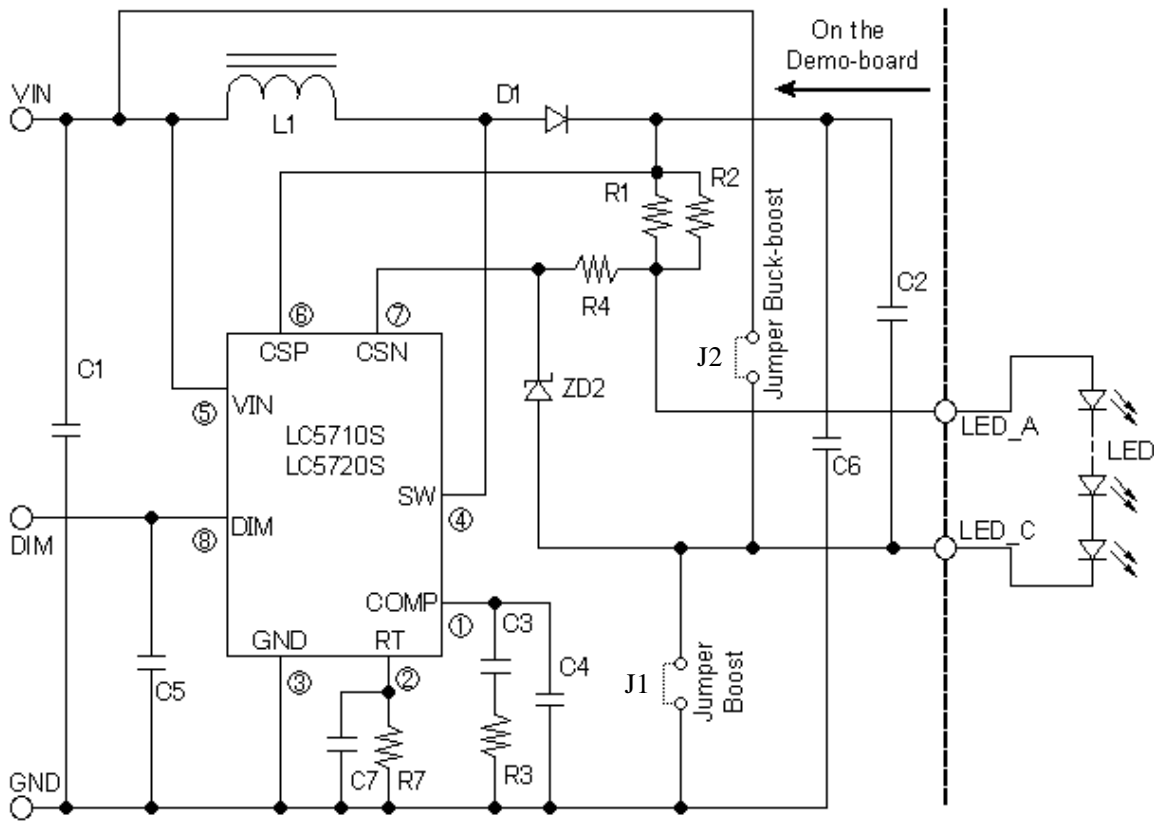 On the
Demo-board
VIN
L1
D1
R1
R2
R4
C2
⑥
⑦
CSP
CSN
C1
J2
Jumper Buck-boost
ZD2
⑤
VIN
LC5710S
LC5720S
LED_A
LED
C6
SW
④
DIM
⑧
DIM
LED_C
COMP
①
C3
C4
GND
RT
③
②
C5
J1
Jumper
Boost
C7
R7
R3
GND